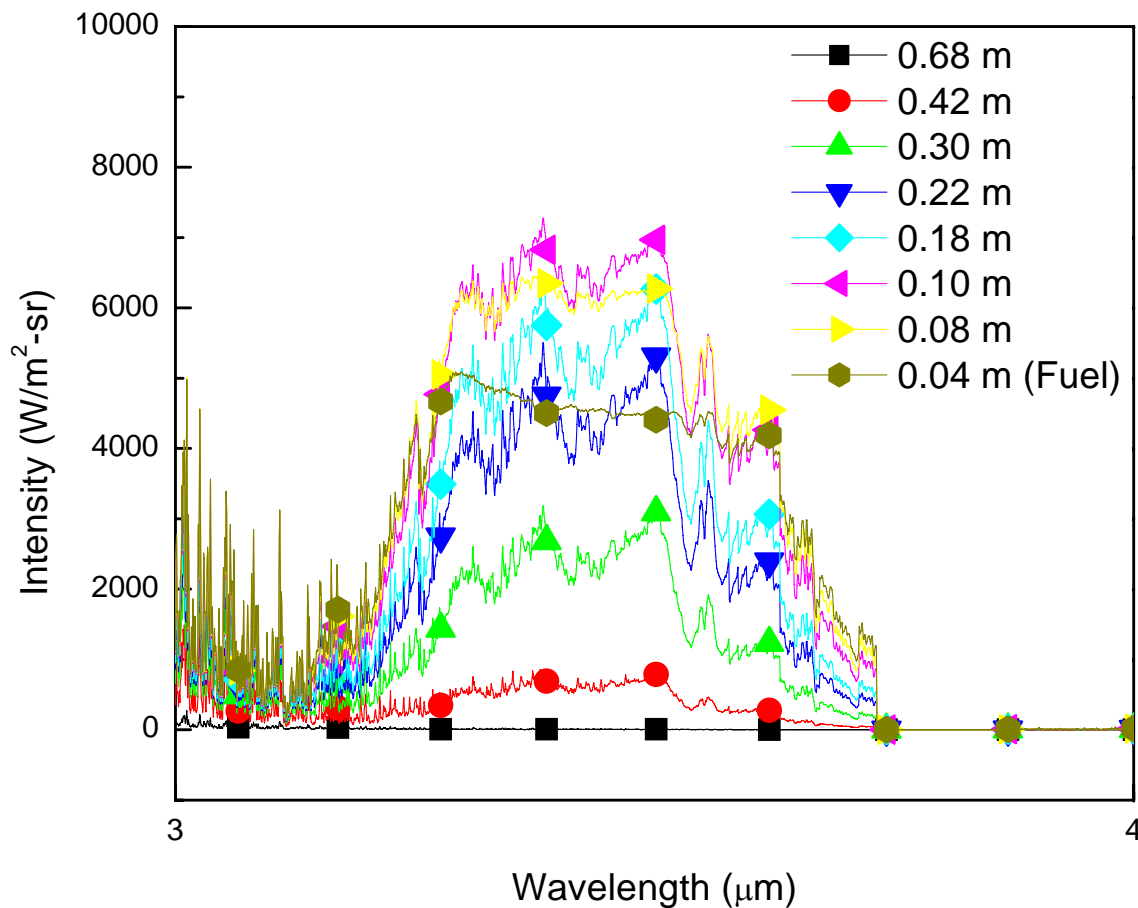 10000
8000
6000
4000
2000
0
Intensity (W/m²-sr)
0.68 m
0.42 m
0.30 m
0.22 m
0.18 m
0.10 m
0.08 m
0.04 m (Fuel)
3
4
Wavelength (μm)